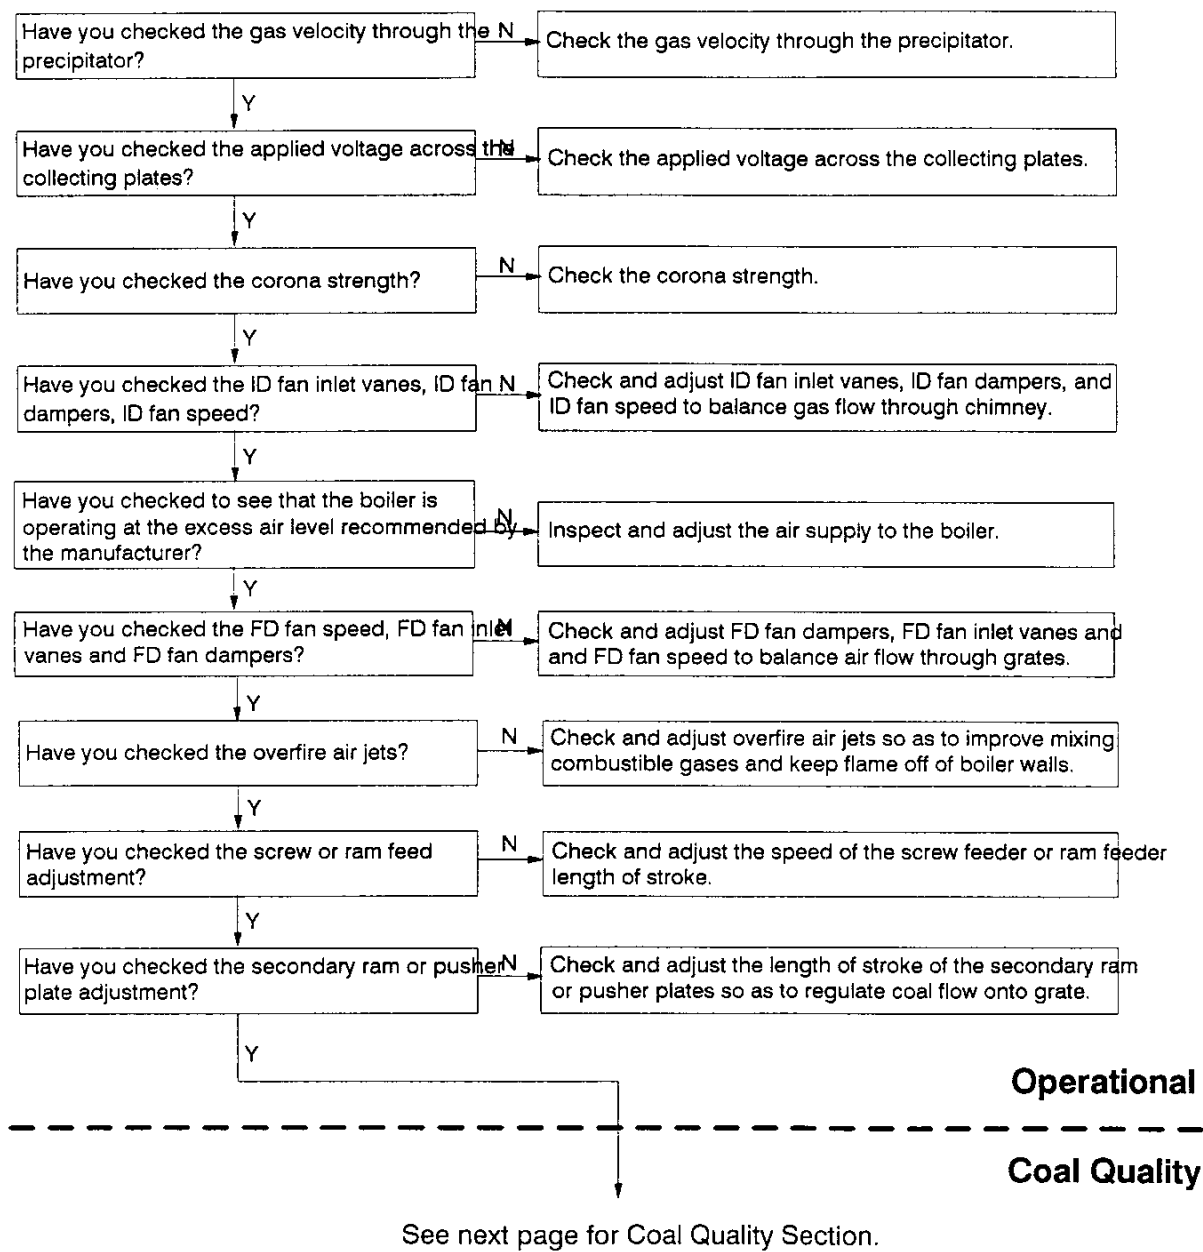 Have you checked the gas velocity through the
precipitator?
N
Check the gas velocity through the precipitator.
Y
Have you checked the applied voltage across the
collecting plates?
N
Check the applied voltage across the collecting plates.
Y
Have you checked the corona strength?
N
Check the corona strength.
Y
Have you checked the ID fan inlet vanes, ID fan
dampers, ID fan speed?
N
Check and adjust ID fan inlet vanes, ID fan dampers, and
ID fan speed to balance gas flow through chimney.
Y
Have you checked to see that the boiler is
operating at the excess air level recommended by
the manufacturer?
N
Inspect and adjust the air supply to the boiler.
Y
Have you checked the FD fan speed, FD fan inlet
vanes and FD fan dampers?
N
Check and adjust FD fan dampers, FD fan inlet vanes and
and FD fan speed to balance air flow through grates.
Y
Have you checked the overfire air jets?
N
Check and adjust overfire air jets so as to improve mixing
combustible gases and keep flame off of boiler walls.
Y
Have you checked the screw or ram feed
adjustment?
N
Check and adjust the speed of the screw feeder or ram feeder
length of stroke.
Y
Have you checked the secondary ram or pusher
plate adjustment?
N
Check and adjust the length of stroke of the secondary ram
or pusher plates so as to regulate coal flow onto grate.
Y
Operational
Coal Quality
See next page for Coal Quality Section.